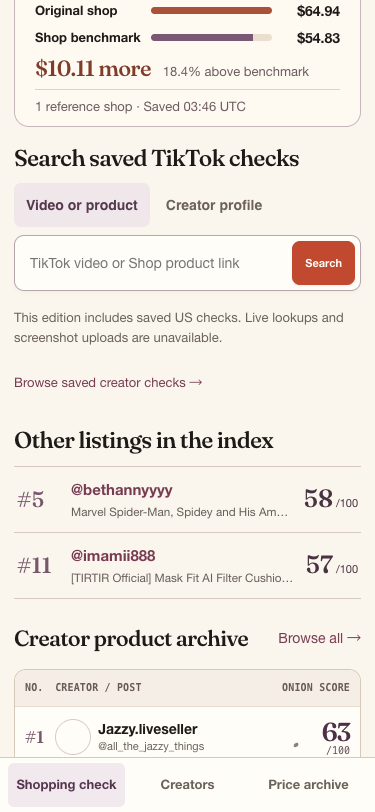 Original shop $64.94
Shop benchmark $54.83
$10.11 more 18.4% above benchmark
1 reference shop · Saved 03:46 UTC
Search saved TikTok checks
Video or product Creator profile
TikTok video or Shop product link Search
This edition includes saved US checks. Live lookups and
screenshot uploads are unavailable.
Browse saved creator checks →
Other listings in the index
#5 @bethannyyyy 58 /100
Marvel Spider-Man, Spidey and His Am…
#11 @imamii888 57 /100
[TIRTIR Official] Mask Fit AI Filter Cushio…
Creator product archive Browse all →
NO. CREATOR / POST ONION SCORE
#1 Jazzy.liveseller 63
@all_the_jazzy_things /100
Shopping check Creators Price archive